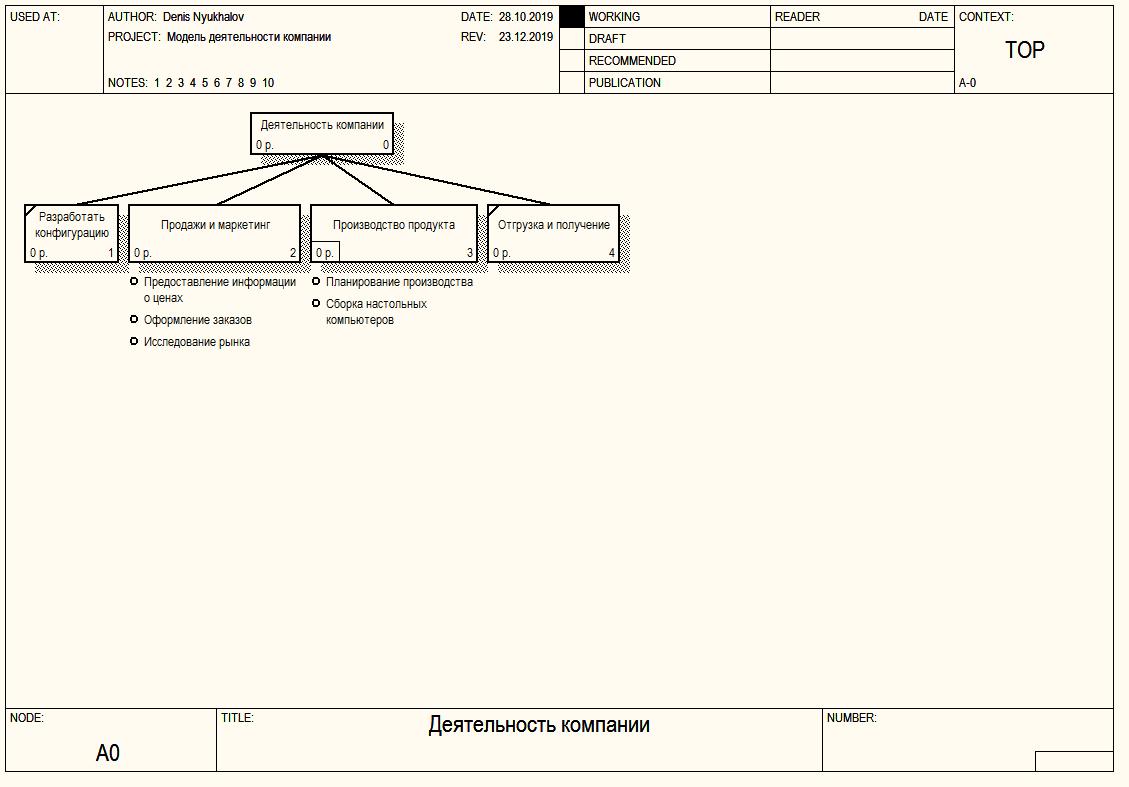 USED AT:
AUTHOR: Denis Nyukhalov
DATE: 28.10.2019
WORKING
READER
DATE
CONTEXT:
PROJECT: Модель деятельности компании
REV: 23.12.2019
DRAFT
TOP
RECOMMENDED
NOTES: 1 2 3 4 5 6 7 8 9 10
PUBLICATION
A-0
Деятельность компании
0 р.
0
Разработать
конфигурацию
0 р.
1
Продажи и маркетинг
0 р.
2
Производство продукта
0 р.
3
Отгрузка и получение
0 р.
4
Предоставление информации
о ценах
Оформление заказов
Исследование рынка
Планирование производства
Сборка настольных
компьютеров
NODE:
A0
TITLE:
Деятельность компании
NUMBER: